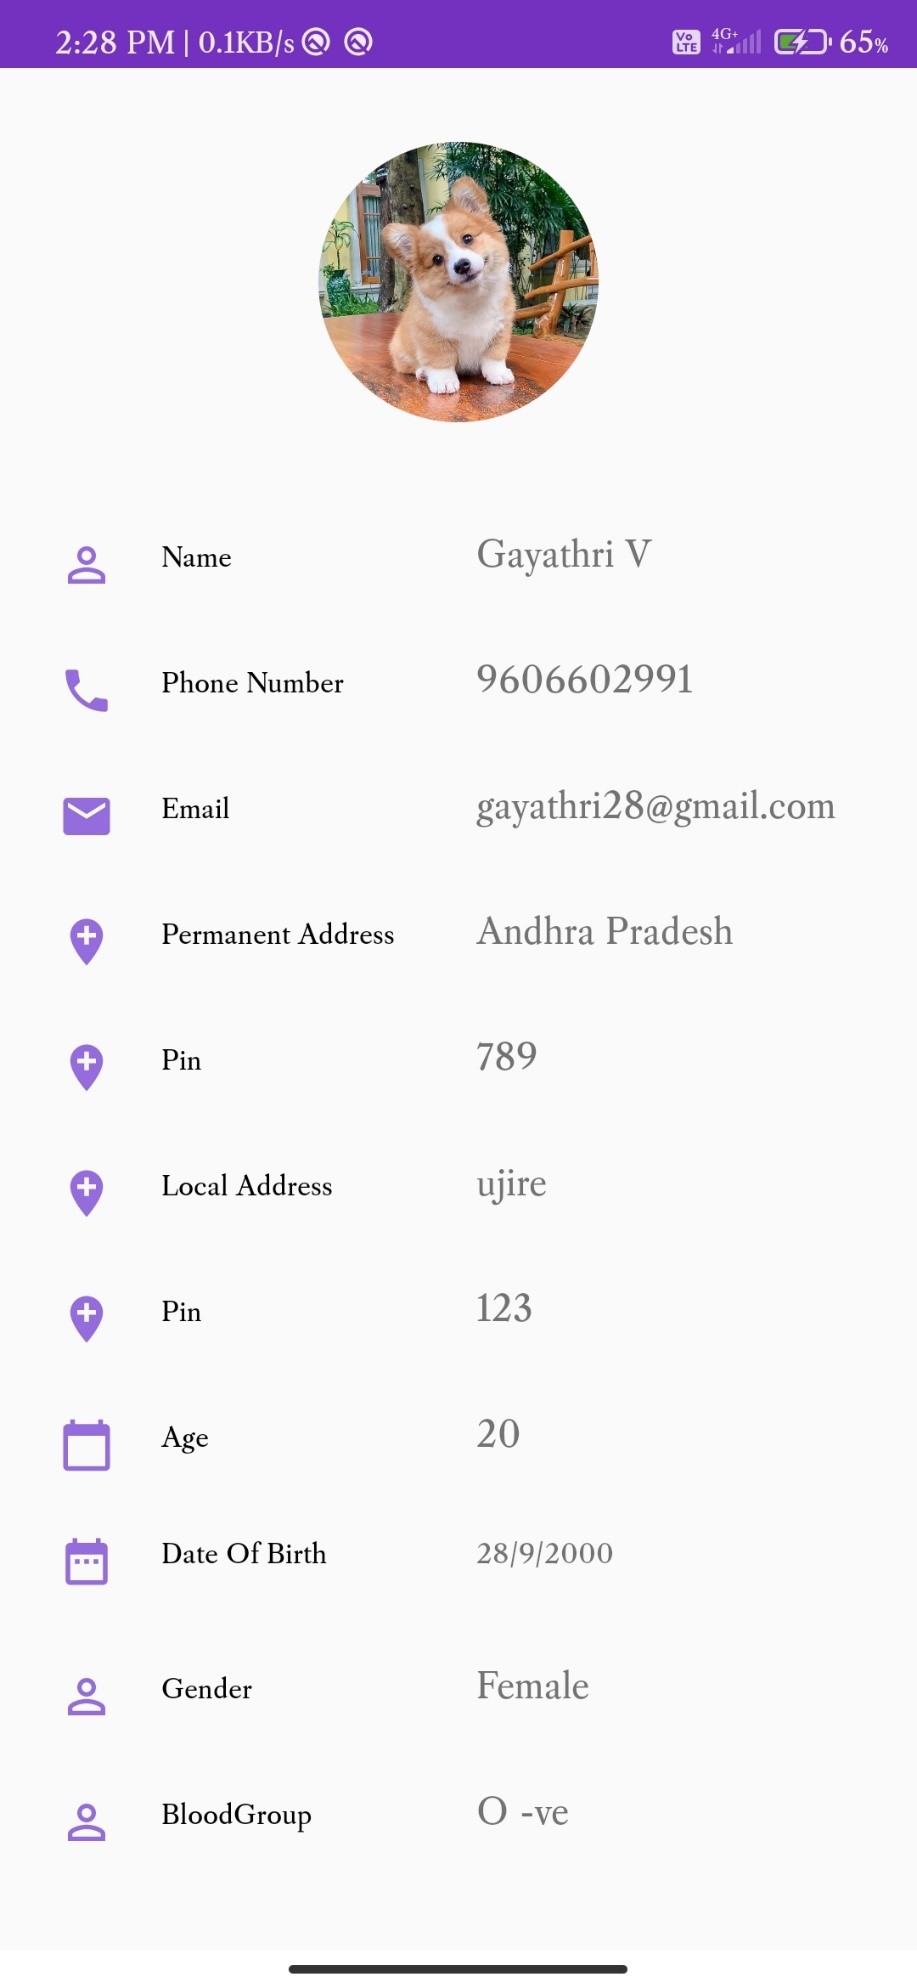 2:28 PM | 0.1KB/s Vo LTE 4G+ 65%
Name Gayathri V
Phone Number 9606602991
Email gayathri28@gmail.com
Permanent Address Andhra Pradesh
Pin 789
Local Address ujire
Pin 123
Age 20
Date Of Birth 28/9/2000
Gender Female
BloodGroup O -ve